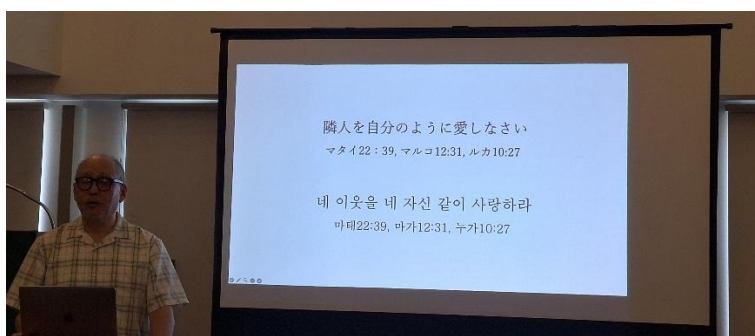 隣人を自分のように愛しなさい
マタイ22：39, マルコ12:31, ルカ10:27
네 이웃을 네 자신 같이 사랑하라
마태22:39, 마가12:31, 누가10:27